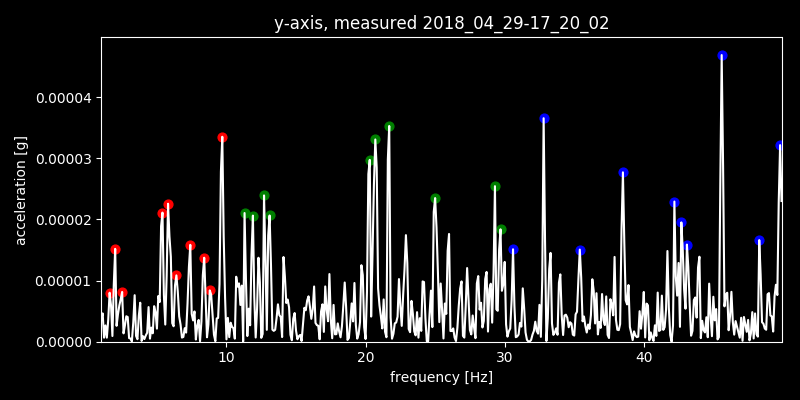 y-axis, measured 2018_04_29-17_20_02
acceleration [g]
0.00004
0.00003
0.00002
0.00001
0.00000
10 20 30 40
frequency [Hz]